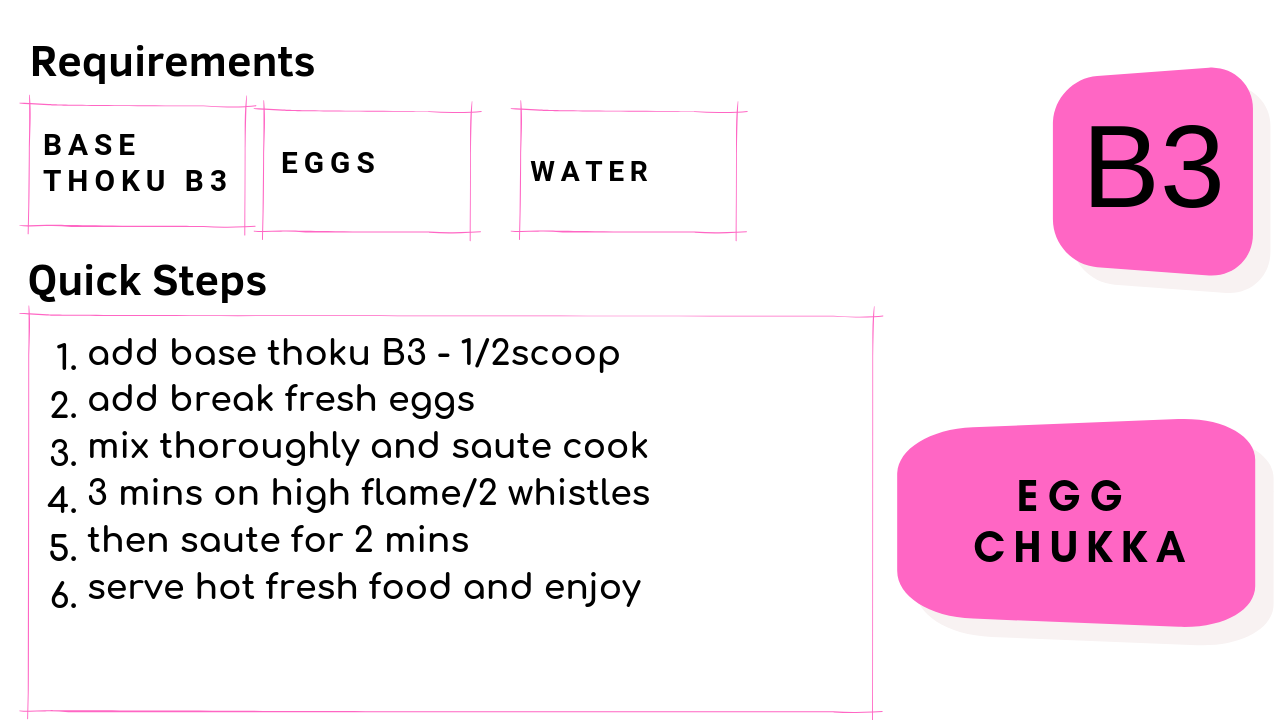 Requirements
BASE
THOKU B3
EGGS
WATER
B3
Quick Steps
1. add base thoku B3 - 1/2scoop
2. add break fresh eggs
3. mix thoroughly and saute cook
4. 3 mins on high flame/2 whistles
5. then saute for 2 mins
6. serve hot fresh food and enjoy
EGG
CHUKKA